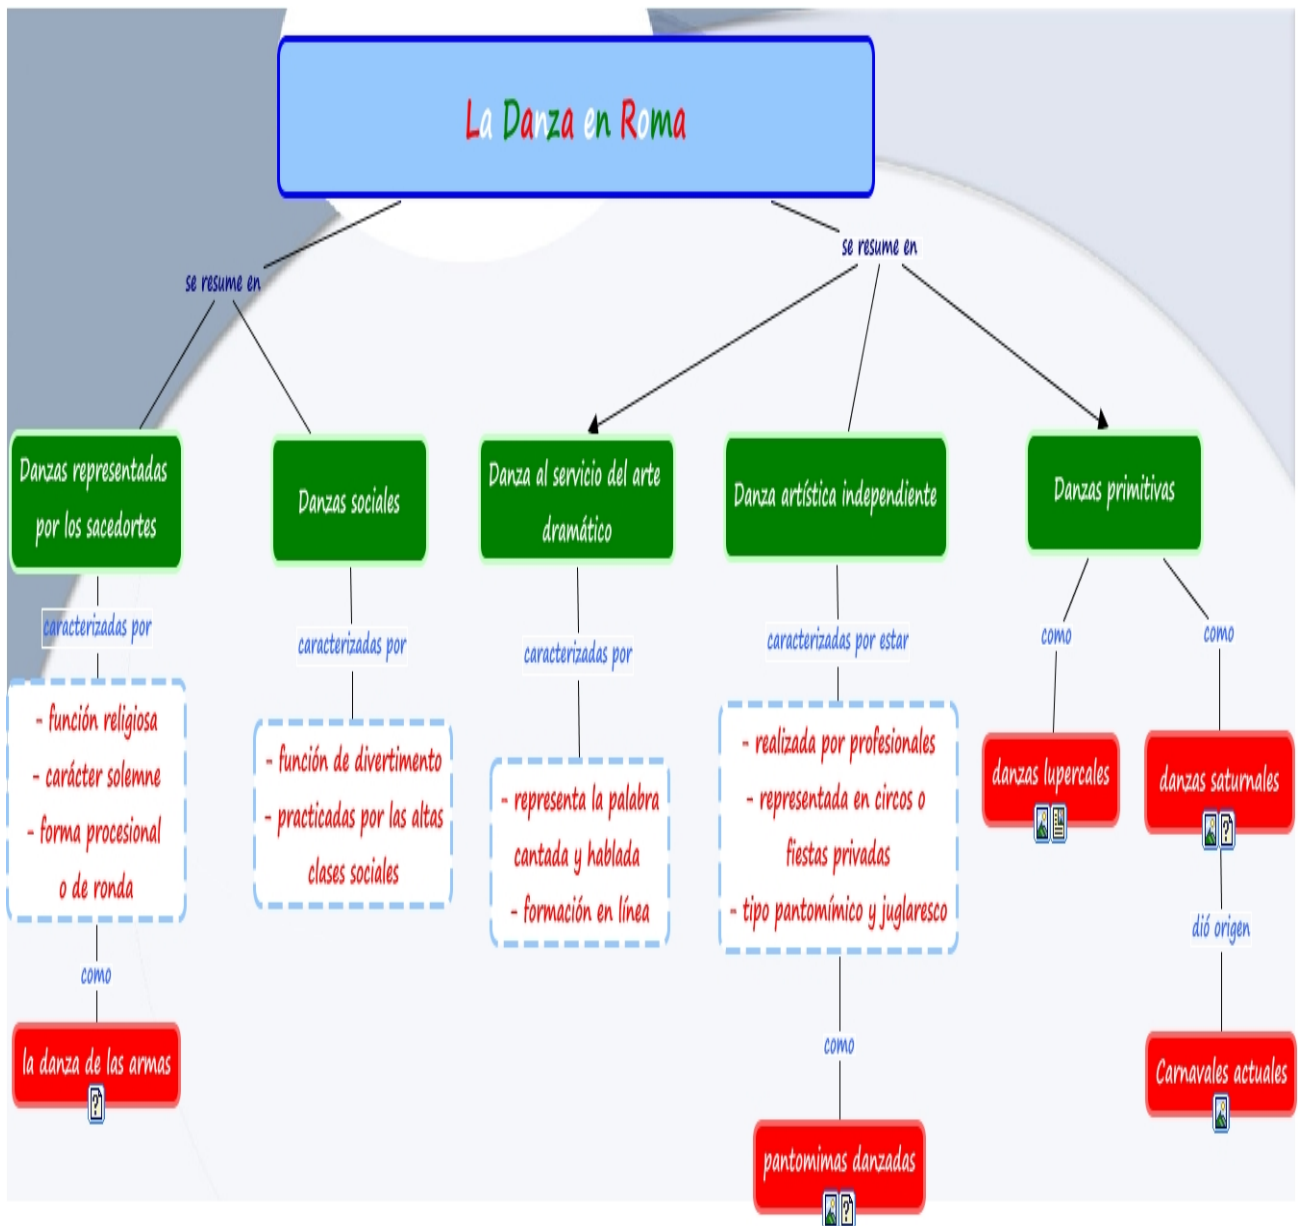 La Danza en Roma
se resume en
se resume en
Danzas representadas
por los sacedortes
Danzas sociales
Danza al servicio del arte
dramático
Danza artística independiente
Danzas primitivas
caracterizadas por
caracterizadas por
caracterizadas por
caracterizadas por estar
como
como
- función religiosa
- carácter solemne
- forma procesional
o de ronda
- función de divertimento
- practicadas por las altas
clases sociales
- representa la palabra
cantada y hablada
- formación en línea
- realizada por profesionales
- representada en circos o
fiestas privadas
- tipo pantomímico y juglaresco
danzas lupercales
danzas saturnales
como
la danza de las armas
como
pantomimas danzadas
dió origen
Carnavales actuales